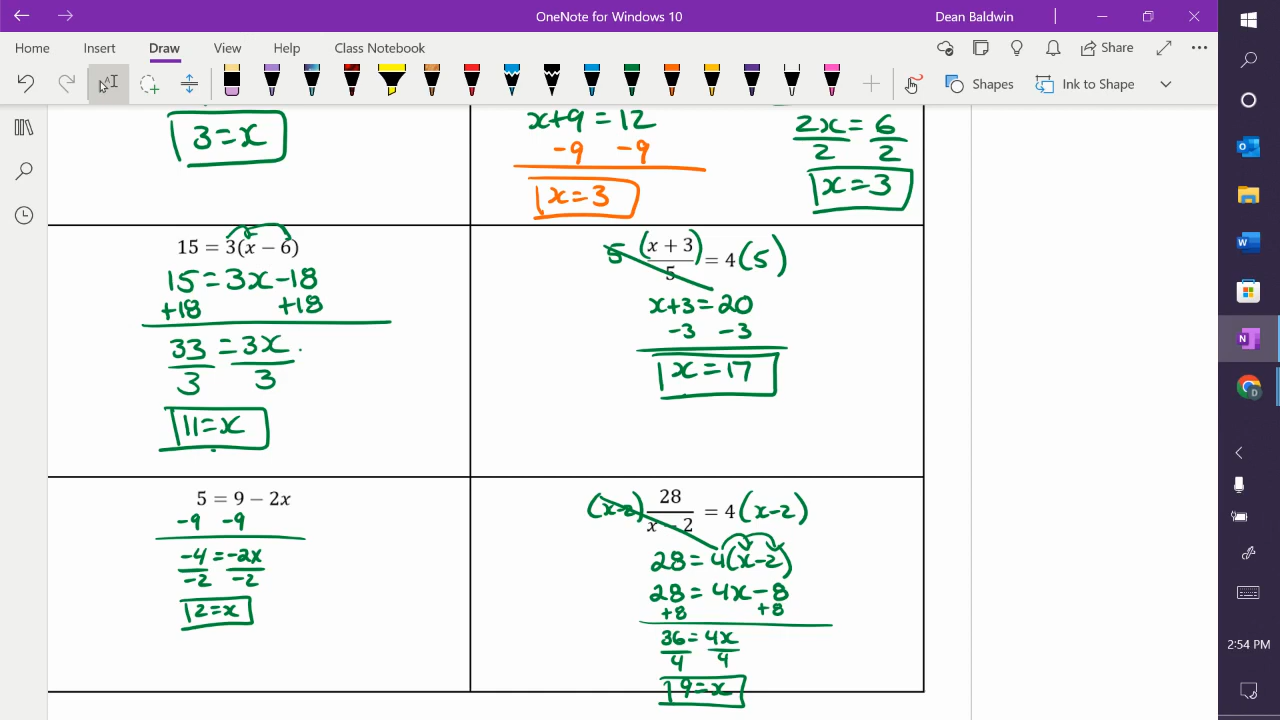 OneNote for Windows 10
Dean Baldwin
Home Insert Draw View Help Class Notebook
Share
Shapes
Ink to Shape
3 = x
x+9 = 12
-9 -9
x = 3
2x = 6
2 2
x = 3
15 = 3(x − 6)
15 = 3x - 18
+18 +18
33 = 3x
3 3
11 = x
5 (x + 3) = 4 (5)
5
x+3 = 20
-3 -3
x = 17
5 = 9 − 2x
-9 -9
-4 = -2x
-2 -2
2 = x
(x-2) 28 = 4 (x-2)
x − 2
28 = 4(x-2)
28 = 4x - 8
+8 +8
36 = 4x
4 4
9 = x
2:54 PM